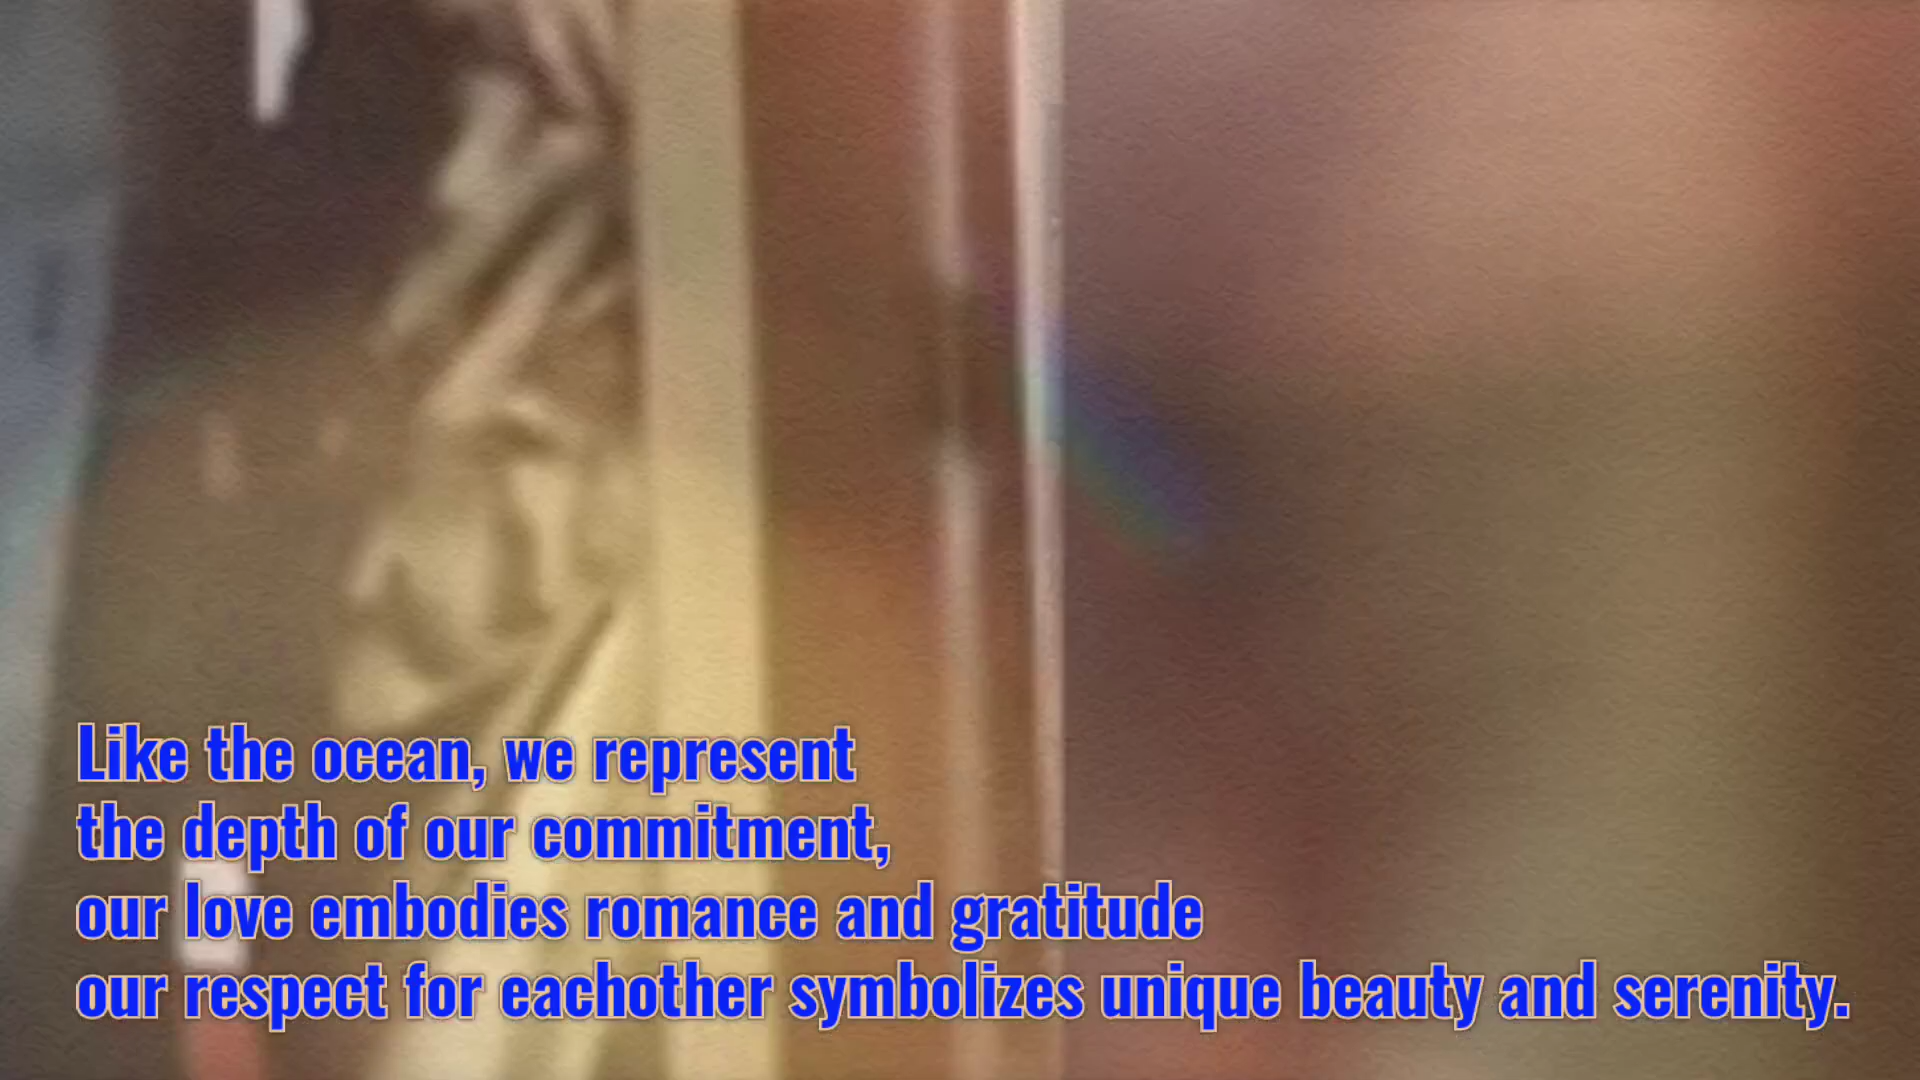 Like the ocean, we represent
the depth of our commitment,
our love embodies romance and gratitude
our respect for eachother symbolizes unique beauty and serenity.